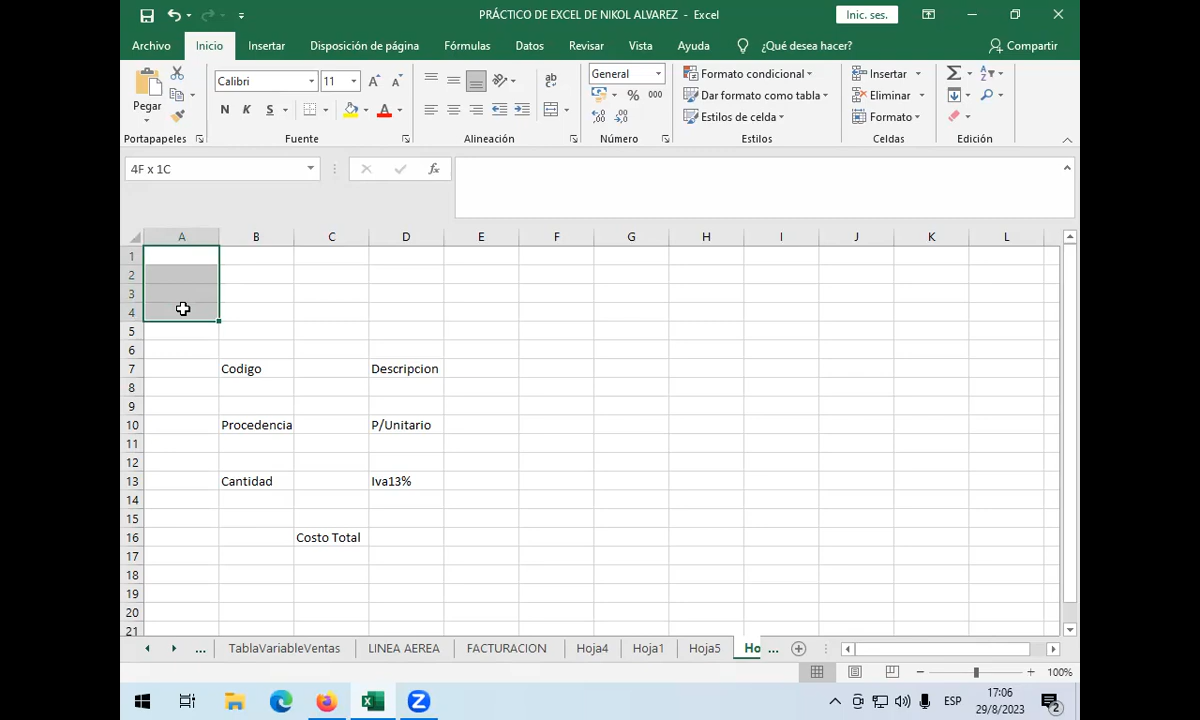 PRÁCTICO DE EXCEL DE NIKOL ALVAREZ - Excel
Inic. ses.
Archivo Inicio Insertar Disposición de página Fórmulas Datos Revisar Vista Ayuda ¿Qué desea hacer? Compartir
Pegar
Calibri 11
N K S
A A
ab
General
% 000
Formato condicional
Dar formato como tabla
Estilos de celda
Insertar
Eliminar
Formato
Portapapeles Fuente Alineación Número Estilos Celdas Edición
4F x 1C fx
A B C D E F G H I J K L
1
2
3
4
5
6
7 Codigo Descripcion
8
9
10 Procedencia P/Unitario
11
12
13 Cantidad Iva13%
14
15
16 Costo Total
17
18
19
20
21
... TablaVariableVentas LINEA AEREA FACTURACION Hoja4 Hoja1 Hoja5 Ho ...
100%
ESP 17:06
29/8/2023
2